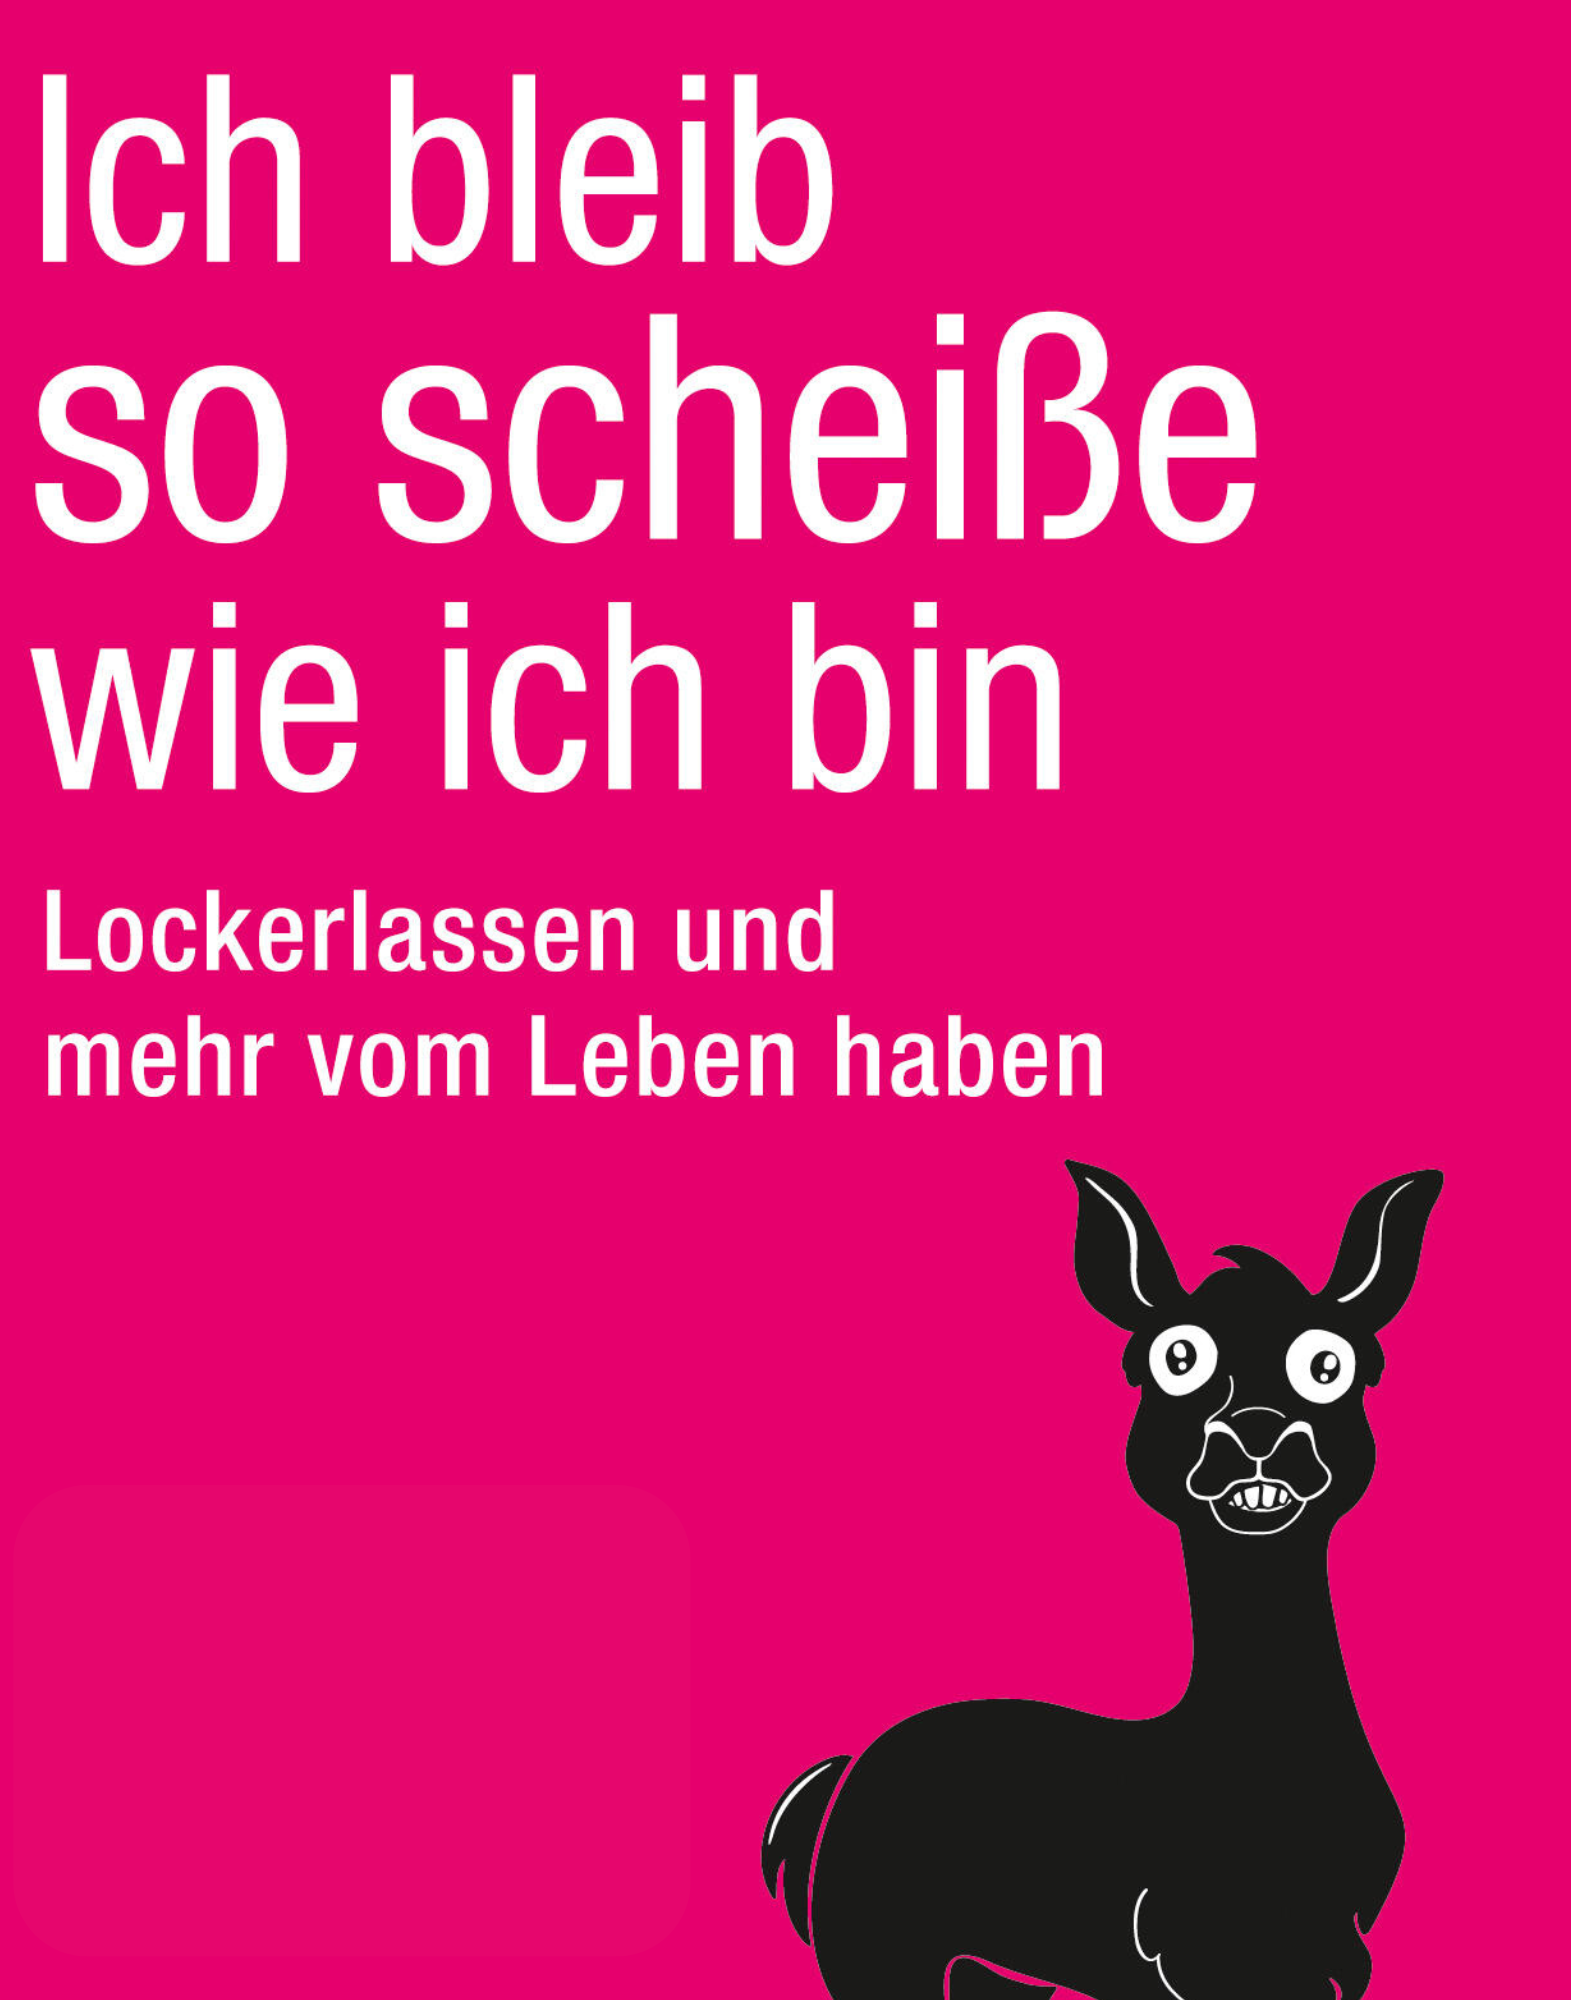 Ich bleib
so scheiße
wie ich bin
Lockerlassen und
mehr vom Leben haben